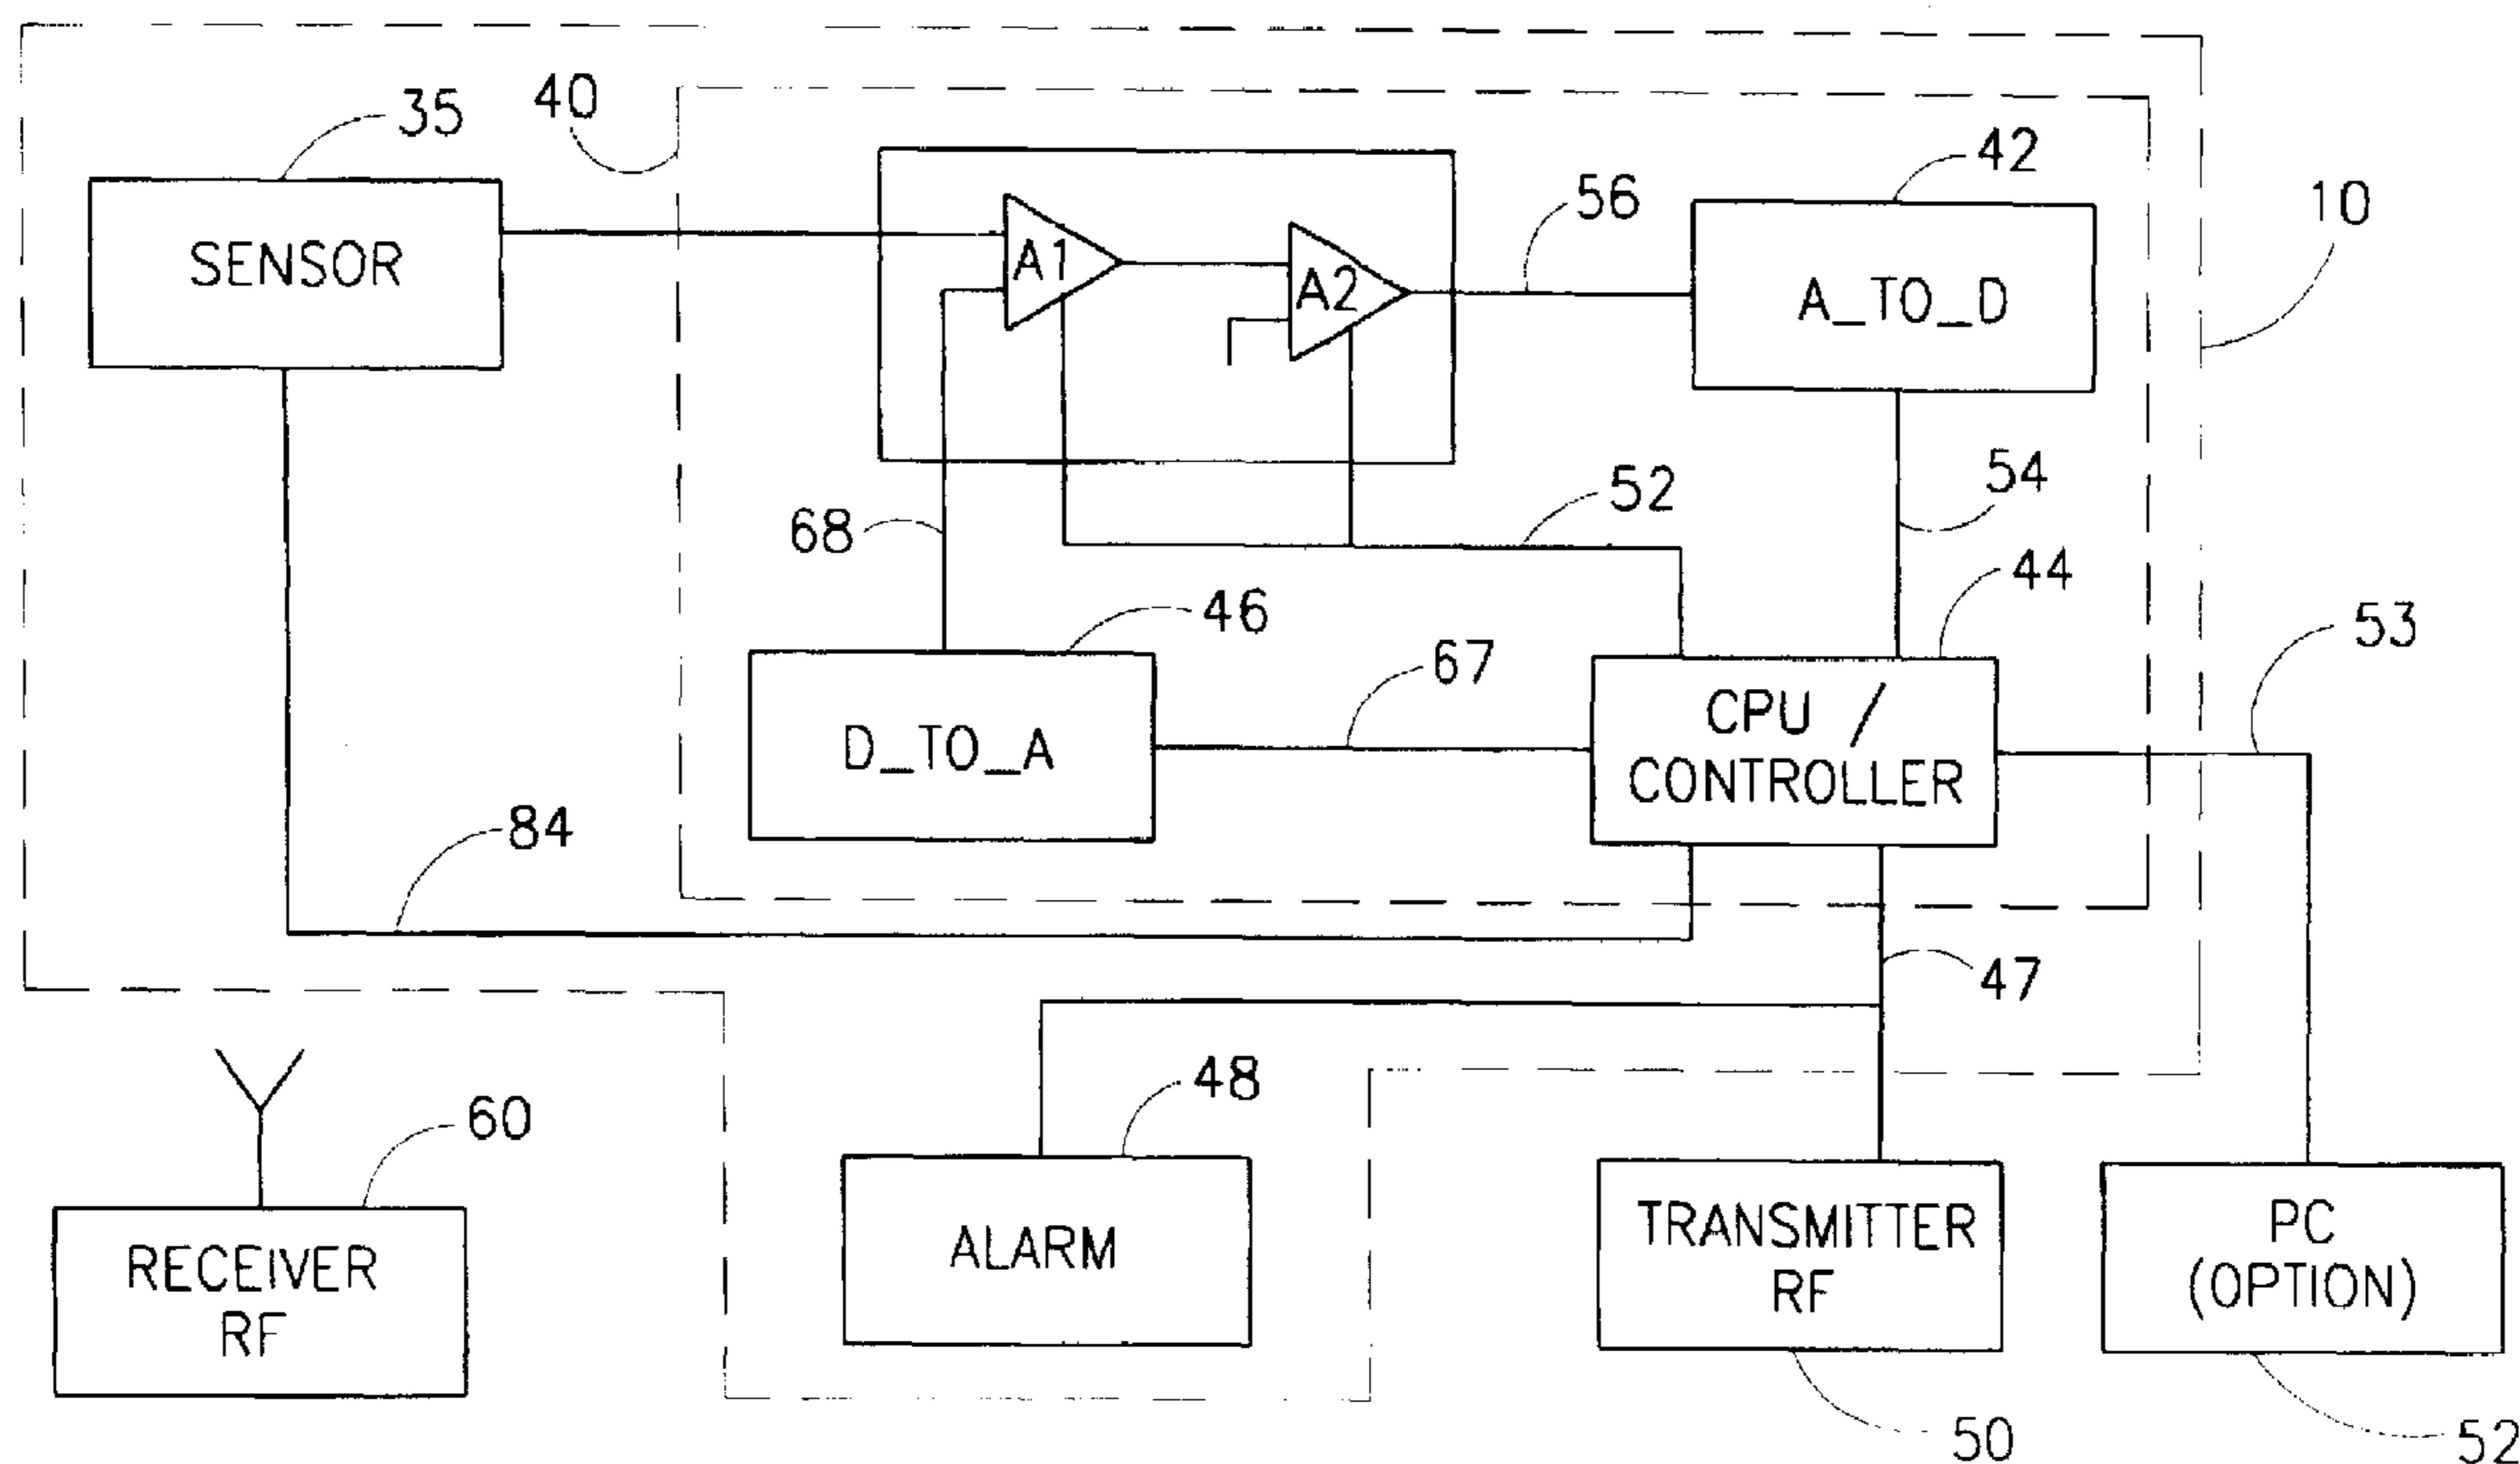 40
35
42
10
56
SENSOR
A1
A2
A_TO_D
52
54
68
46
44
67
53
D_TO_A
CPU /
CONTROLLER
84
47
60
48
RECEIVER
RF
ALARM
TRANSMITTER
RF
PC
(OPTION)
50
52